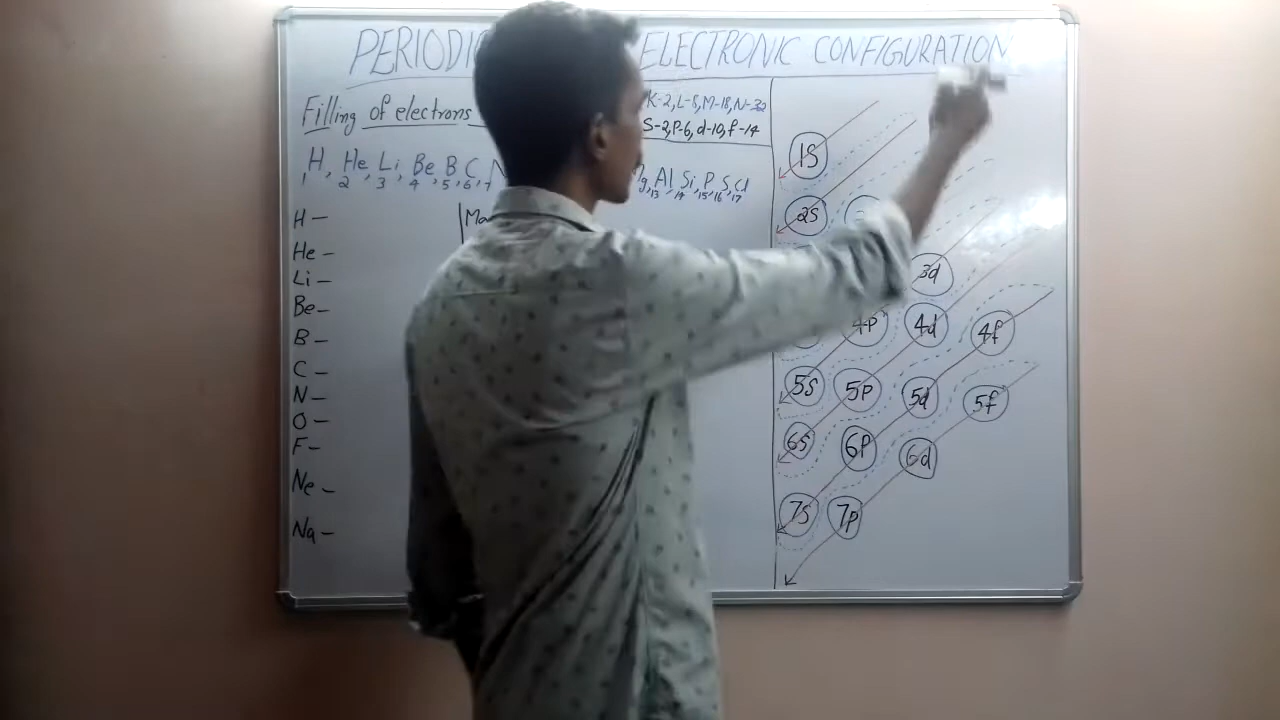 PERIODIC ELECTRONIC CONFIGURATION
Filling of electrons
K-2, L-8, M-18, N-32
S-2, P-6, d-10, f-14
H, He, Li, Be, B, C, N
1 2 3 4 5 6 7
Al, Si, P, S, Cl
13 14 15 16 17
H -
He -
Li -
Be -
B -
C -
N -
O -
F -
Ne -
Na -
1S
2S
3d
4P 4d 4f
5S 5P 5d 5f
6S 6P 6d
7S 7P